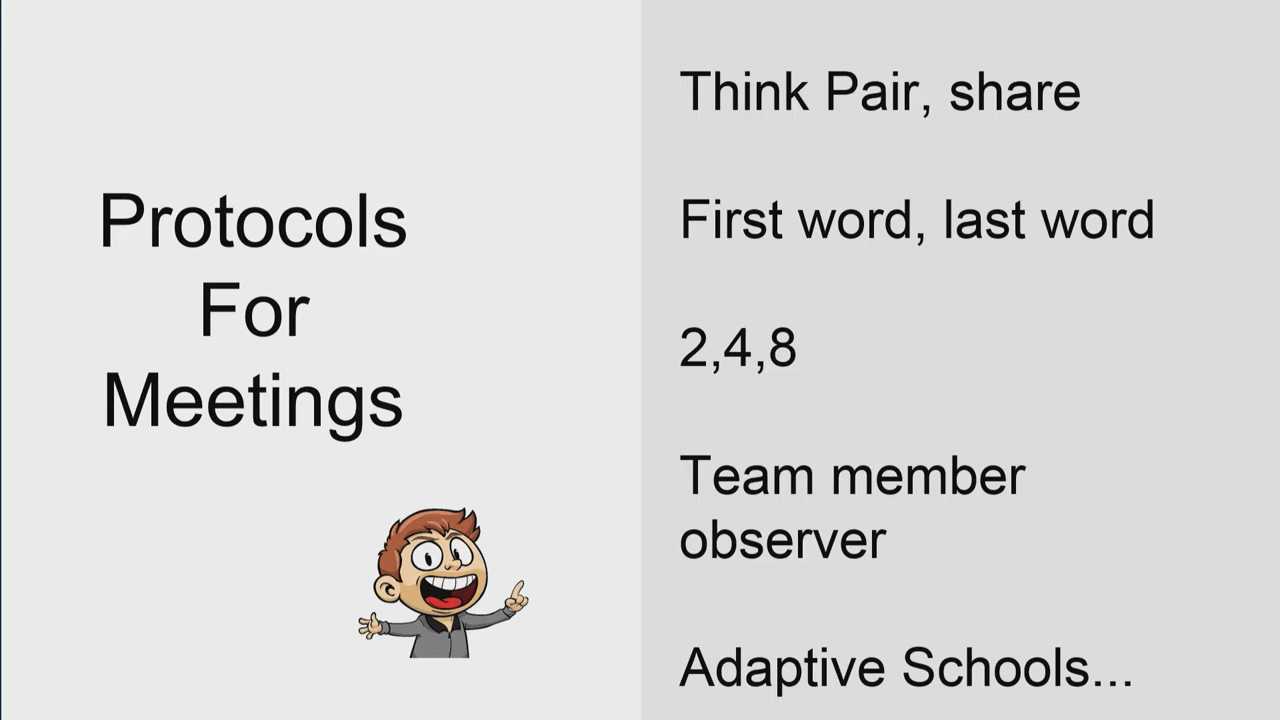 Protocols
For
Meetings
Think Pair, share
First word, last word
2,4,8
Team member
observer
Adaptive Schools...